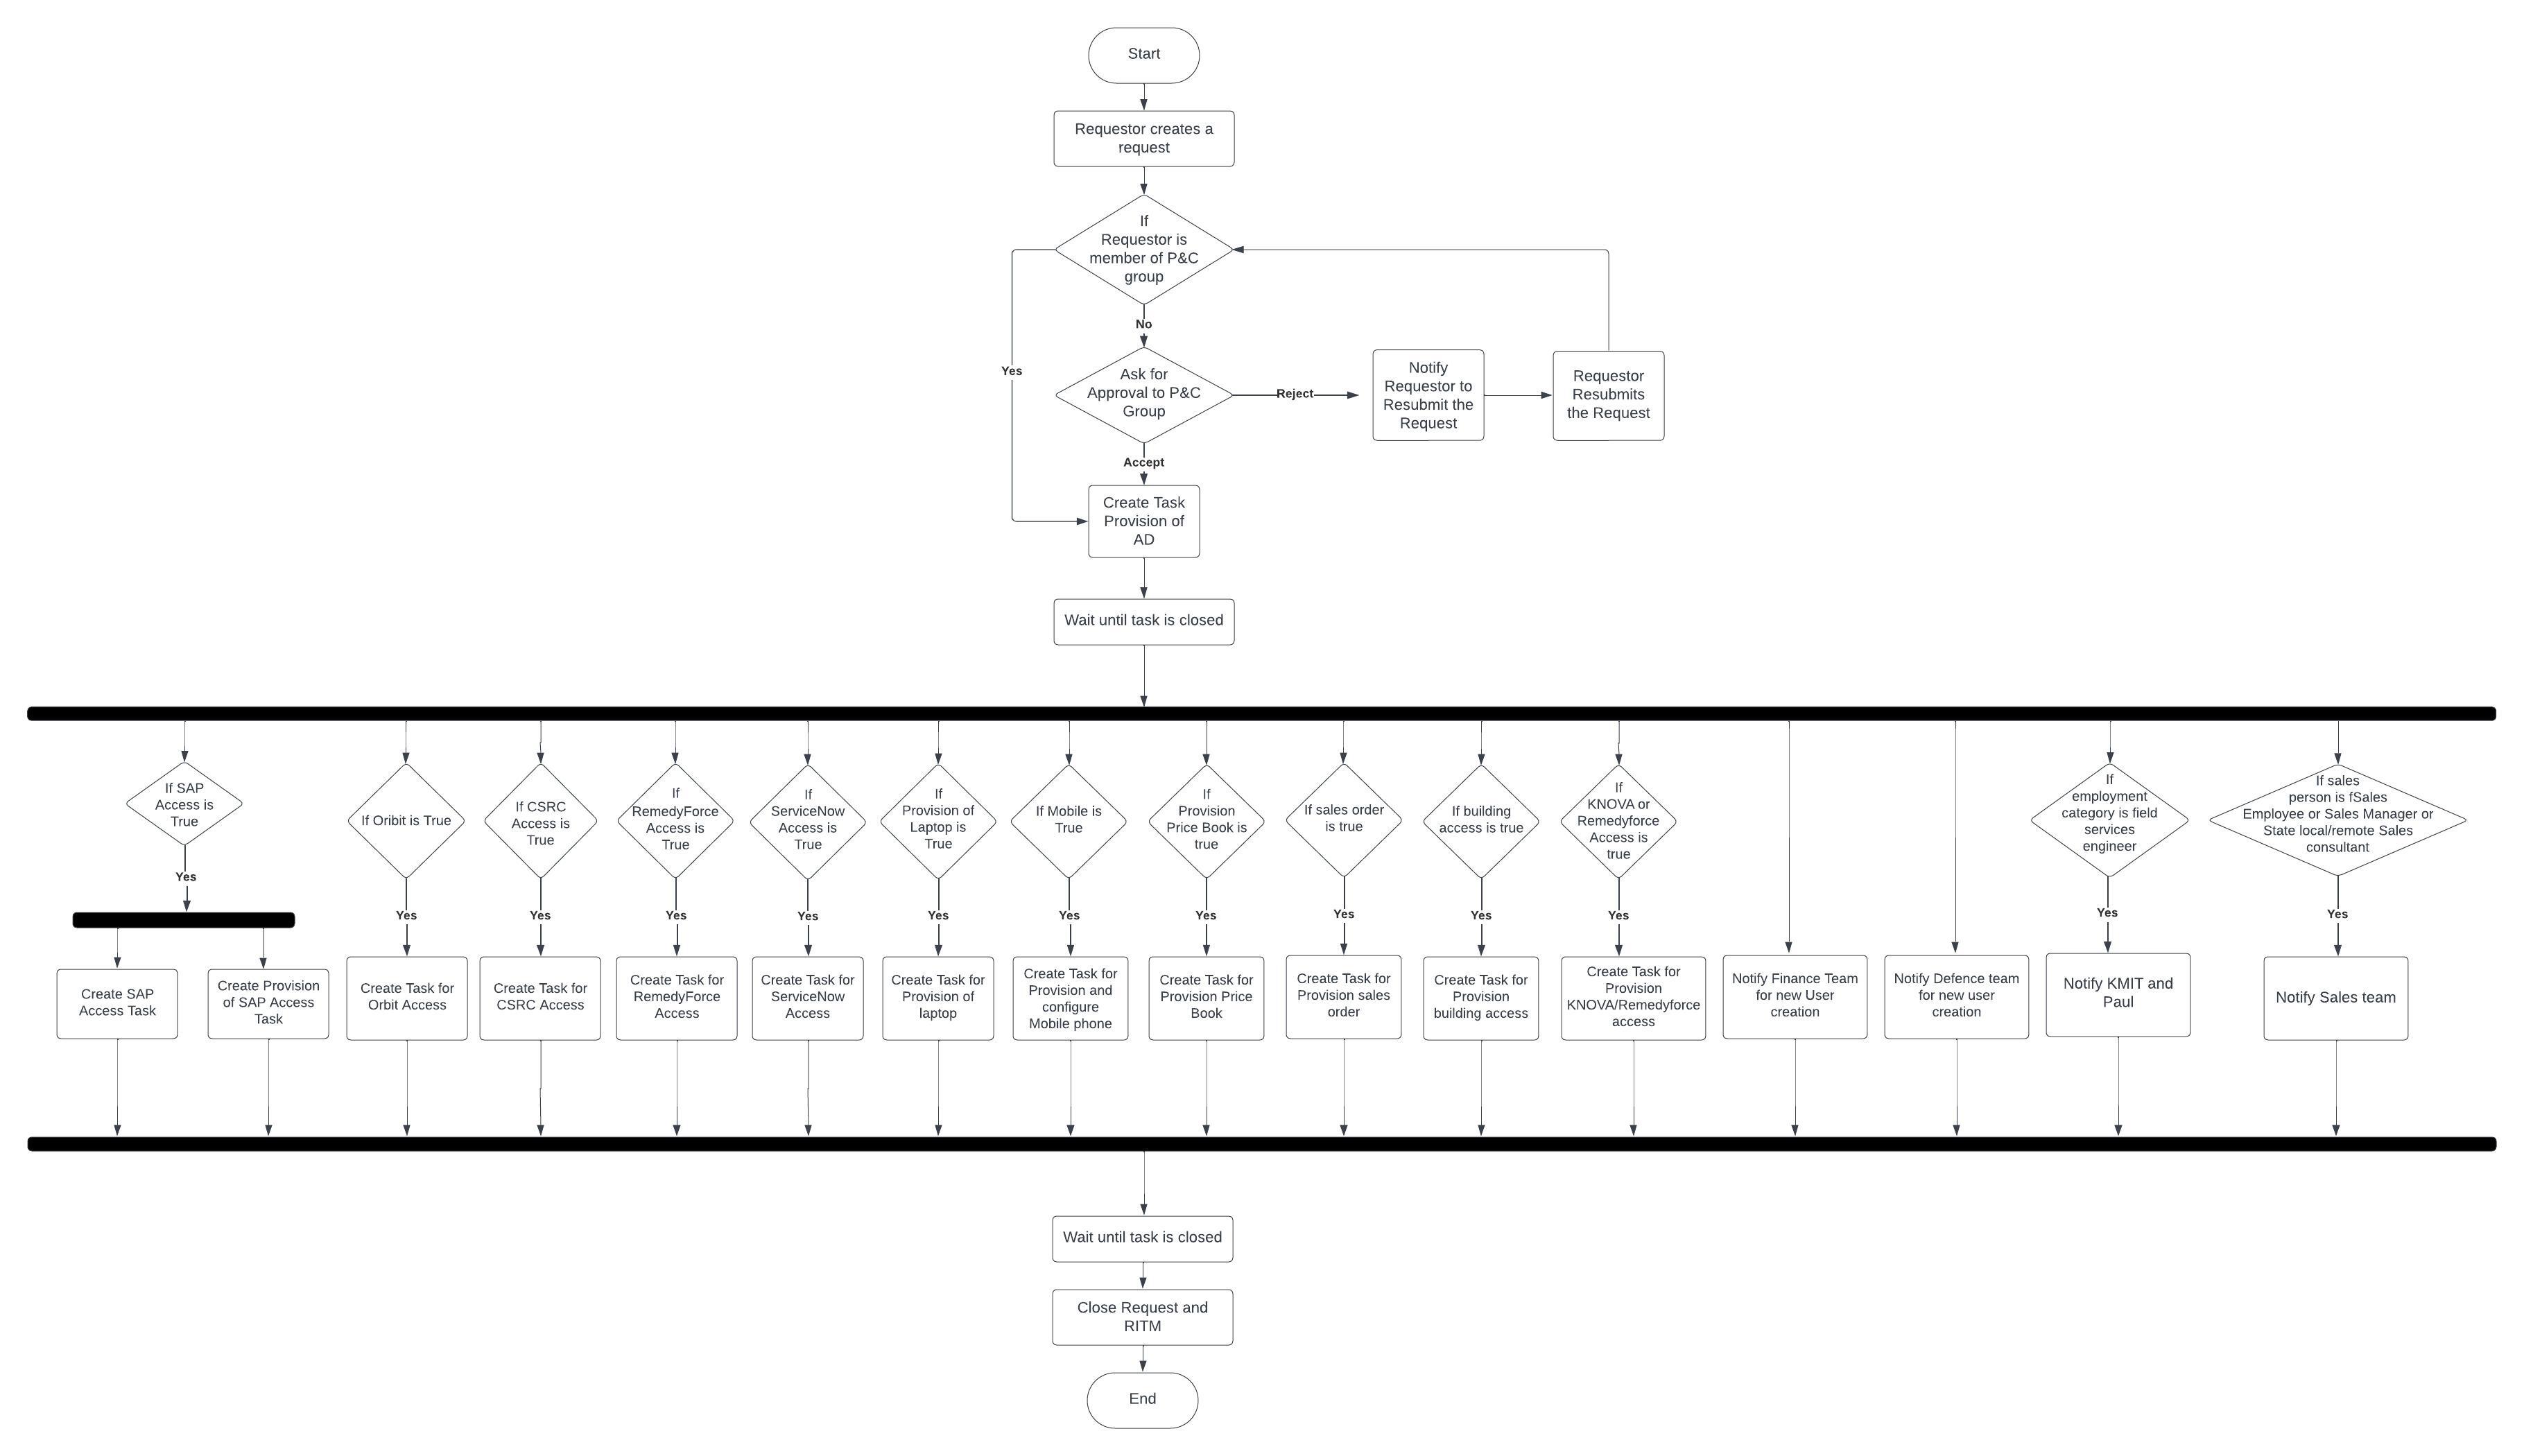 Start
Requestor creates a
request
If
Requestor is
member of P&C
group
No
Yes
Ask for
Approval to P&C
Group
Reject
Notify
Requestor to
Resubmit the
Request
Requestor
Resubmits
the Request
Accept
Create Task
Provision of
AD
Wait until task is closed
If SAP
Access is
True
Yes
If Oribit is True
Yes
If CSRC
Access is
True
Yes
If
RemedyForce
Access is
True
Yes
If
ServiceNow
Access is
True
Yes
If
Provision of
Laptop is
True
Yes
If Mobile is
True
Yes
If
Provision
Price Book is
true
Yes
If sales order
is true
Yes
If building
access is true
Yes
If
KNOVA or
Remedyforce
Access is
true
Yes
If
employment
category is field
services
engineer
Yes
If sales
person is fSales
Employee or Sales Manager or
State local/remote Sales
consultant
Yes
Create SAP
Access Task
Create Provision
of SAP Access
Task
Create Task for
Orbit Access
Create Task for
CSRC Access
Create Task for
RemedyForce
Access
Create Task for
ServiceNow
Access
Create Task for
Provision of
laptop
Create Task for
Provision and
configure
Mobile phone
Create Task for
Provision Price
Book
Create Task for
Provision sales
order
Create Task for
Provision
building access
Create Task for
Provision
KNOVA/Remedyforce
access
Notify Finance Team
for new User
creation
Notify Defence team
for new user
creation
Notify KMIT and
Paul
Notify Sales team
Wait until task is closed
Close Request and
RITM
End